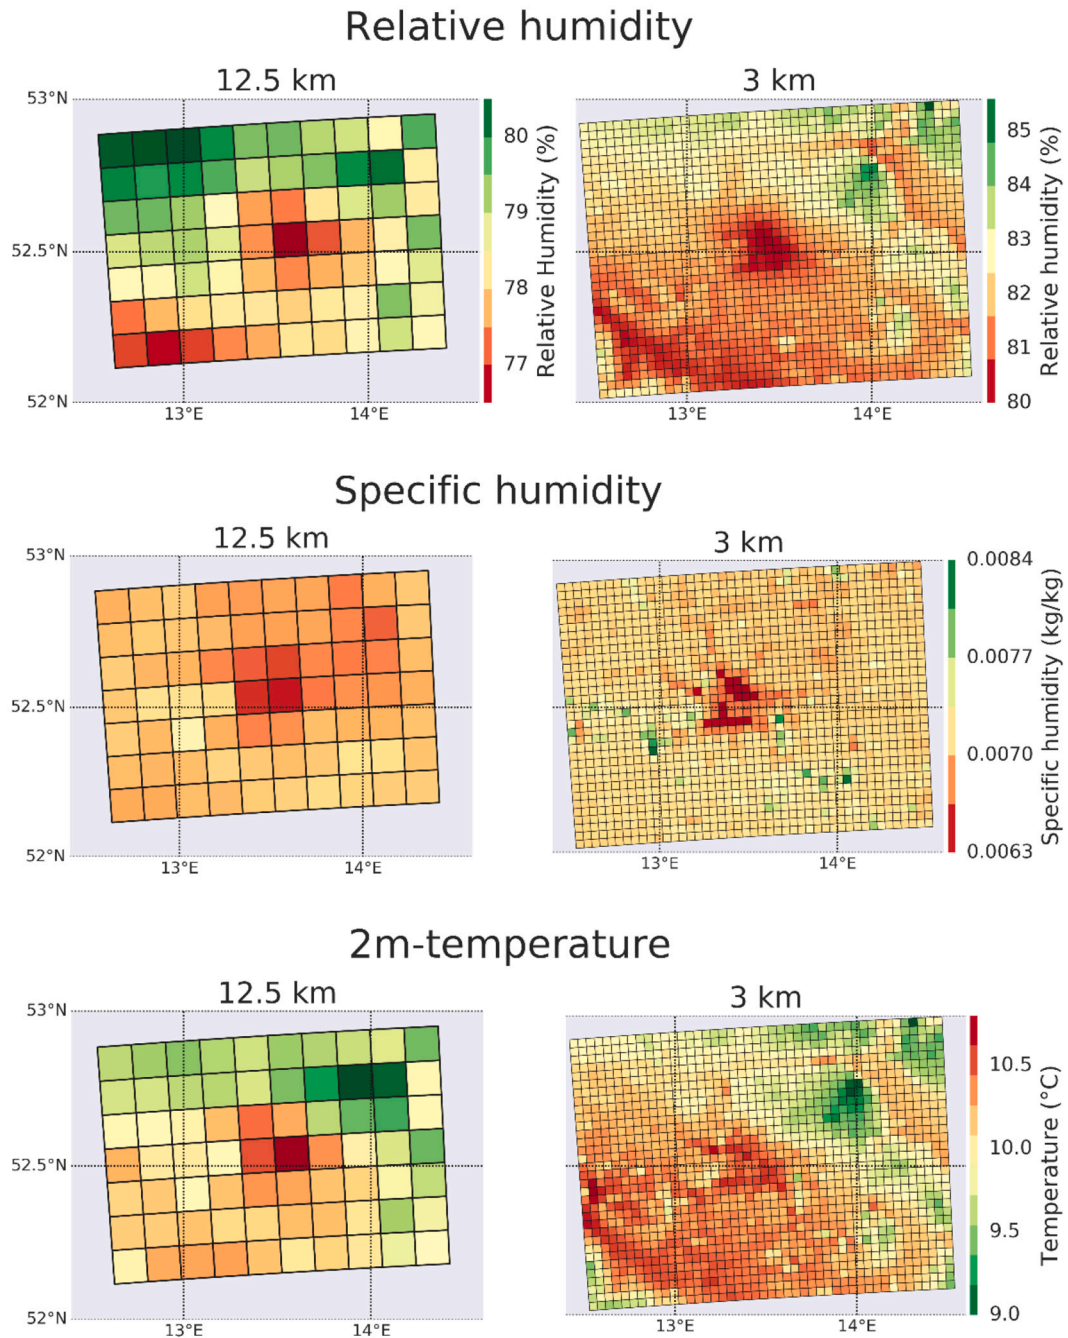 Relative humidity
12.5 km
3 km
53°N
52.5°N
52°N
13°E
14°E
80
79
78
77
Relative Humidity (%)
13°E
14°E
85
84
83
82
81
80
Relative humidity (%)
Specific humidity
12.5 km
3 km
53°N
52.5°N
52°N
13°E
14°E
13°E
14°E
0.0084
0.0077
0.0070
0.0063
Specific humidity (kg/kg)
2m-temperature
12.5 km
3 km
53°N
52.5°N
52°N
13°E
14°E
13°E
14°E
10.5
10.0
9.5
9.0
Temperature (°C)